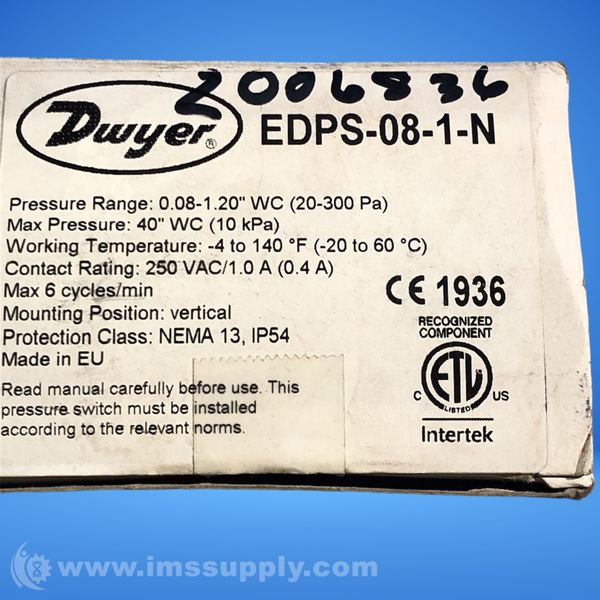 2006836
Dwyer®
EDPS-08-1-N
Pressure Range: 0.08-1.20" WC (20-300 Pa)
Max Pressure: 40" WC (10 kPa)
Working Temperature: -4 to 140 °F (-20 to 60 °C)
Contact Rating: 250 VAC/1.0 A (0.4 A)
Max 6 cycles/min
Mounting Position: vertical
Protection Class: NEMA 13, IP54
Made in EU
Read manual carefully before use. This
pressure switch must be installed
according to the relevant norms.
CE 1936
RECOGNIZED
COMPONENT
C ETL US
LISTED
Intertek
www.imssupply.com